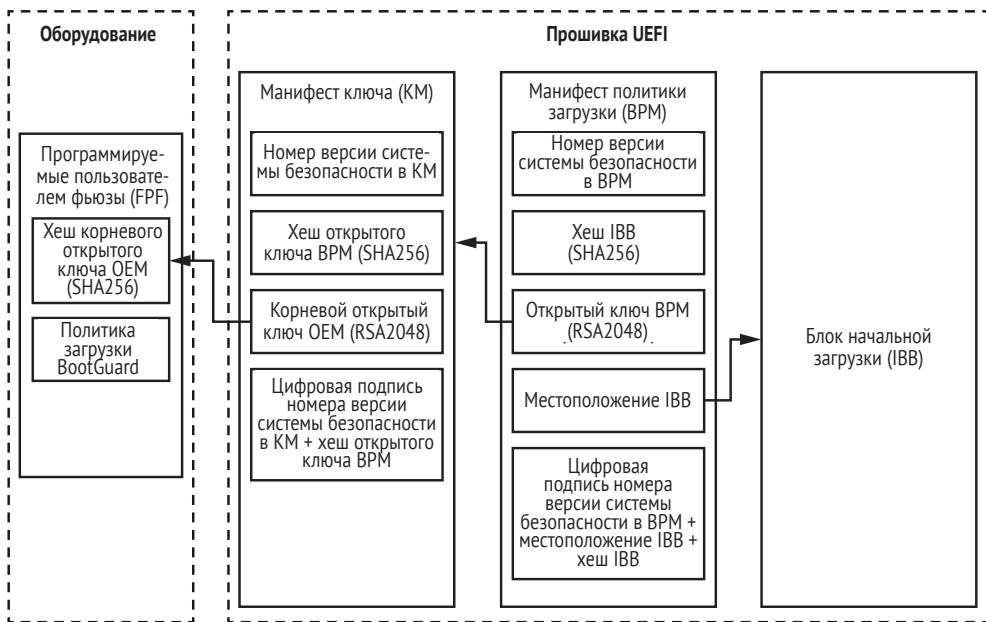 Оборудование
Программируе-
мые пользовате-
лем фьюзы (FPF)
Хеш корневого
открытого
ключа OEM
(SHA256)
Политика
загрузки
BootGuard
Прошивка UEFI
Манифест ключа (KM)
Номер версии систе-
мы безопасности в KM
Хеш открытого
ключа BPM (SHA256)
Корневой открытый
ключ OEM (RSA2048)
Цифровая подпись
номера версии
системы безопасности
в KM + хеш открытого
ключа BPM
Манифест политики
загрузки (BPM)
Номер версии
системы безопасности
в BPM
Хеш IBB
(SHA256)
Открытый ключ BPM
(RSA2048)
Местоположение IBB
Цифровая
подпись номера
версии системы
безопасности в BPM +
местоположение IBB +
хеш IBB
Блок начальной
загрузки (IBB)